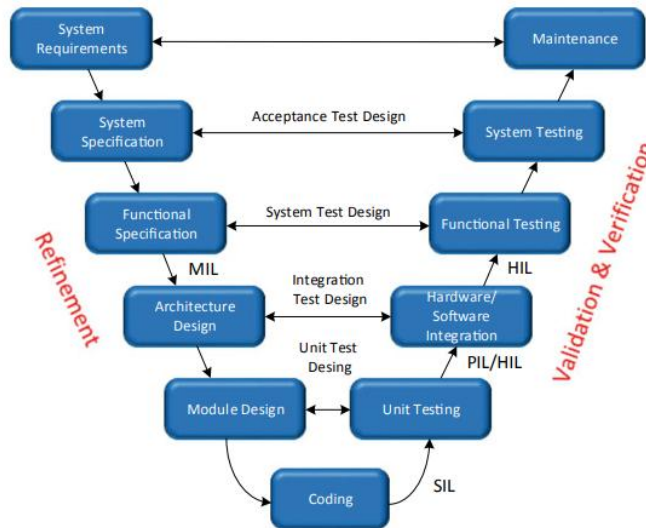 System
Requirements
Maintenance
System
Specification
Acceptance Test Design
System Testing
Functional
Specification
System Test Design
Functional Testing
Refinement
Validation & Verification
MIL
HIL
Architecture
Design
Integration
Test Design
Hardware/
Software
Integration
Unit Test
Desing
PIL/HIL
Module Design
Unit Testing
Coding
SIL